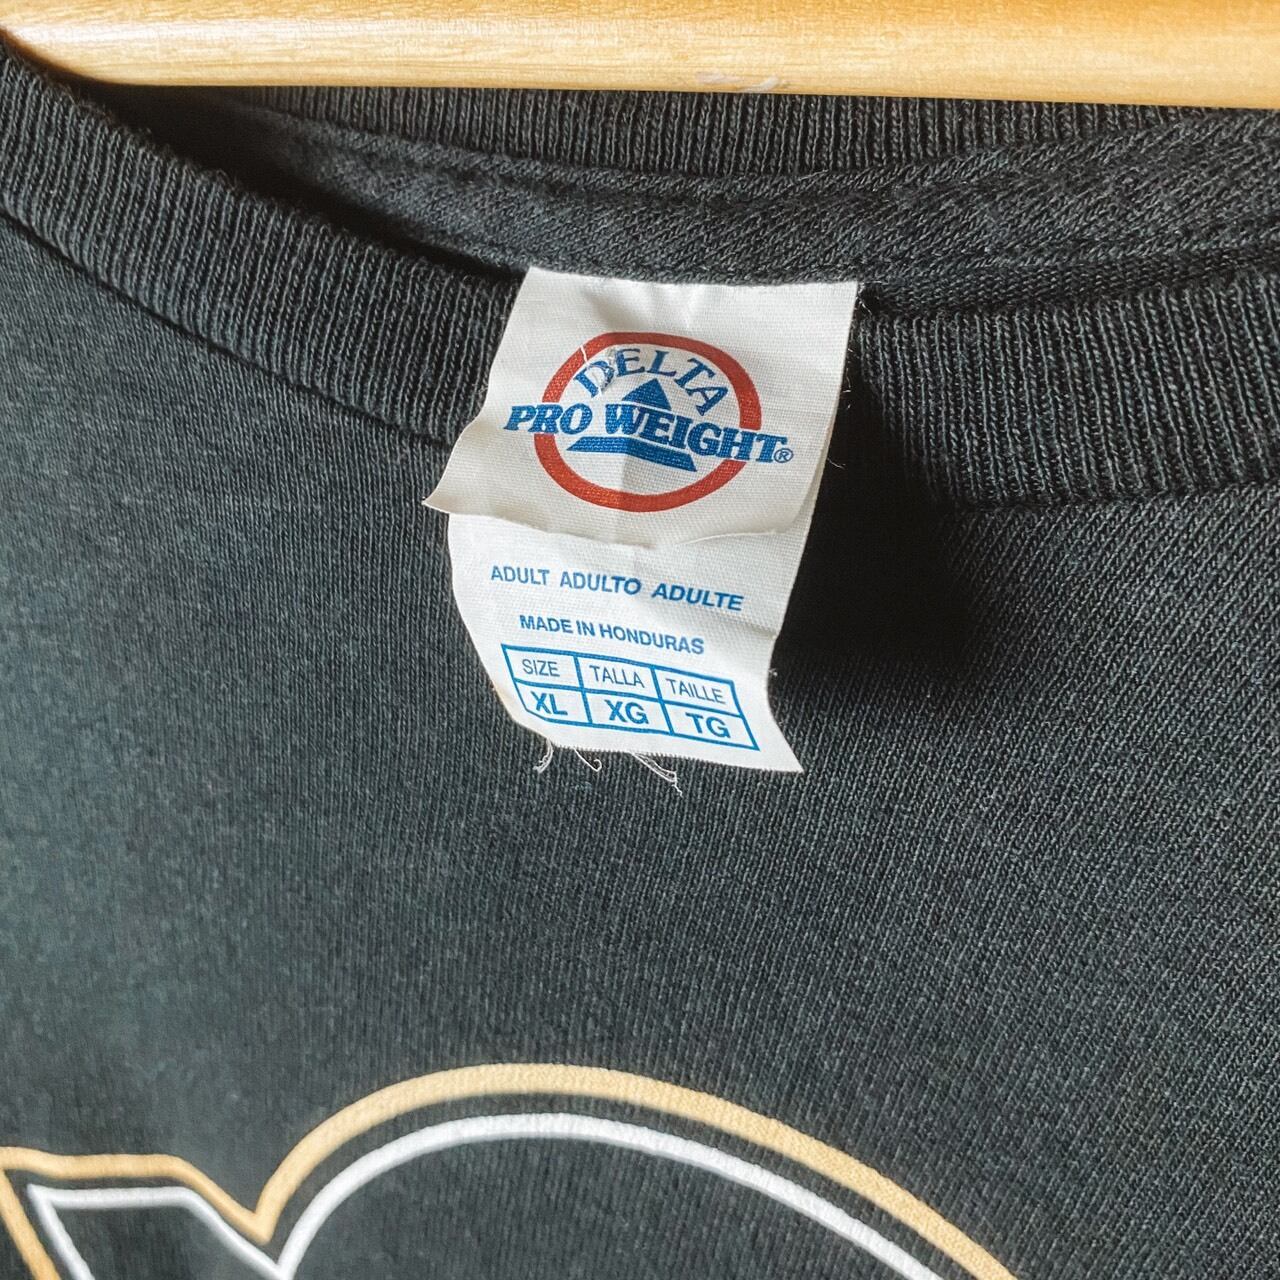 DELTA
PRO WEIGHT®
ADULT ADULTO ADULTE
MADE IN HONDURAS
SIZE TALLA TAILLE
XL XG TG